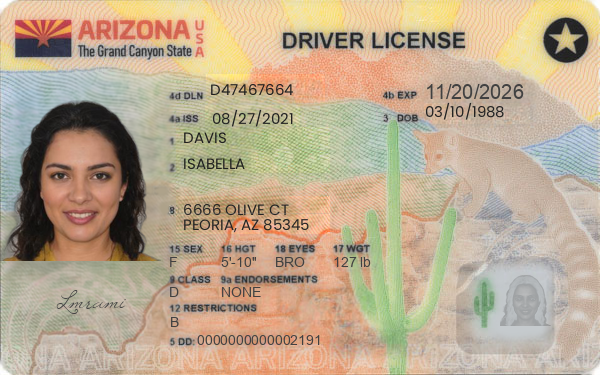 ARIZONA USA
The Grand Canyon State
DRIVER LICENSE
4d DLN D47467664
4b EXP 11/20/2026
4a ISS 08/27/2021
3 DOB 03/10/1988
1 DAVIS
2 ISABELLA
8 6666 OLIVE CT
PEORIA, AZ 85345
15 SEX 16 HGT 18 EYES 17 WGT
F 5'-10" BRO 127 lb
9 CLASS 9a ENDORSEMENTS
D NONE
12 RESTRICTIONS
B
5 DD: 0000000000002191
Lmrami
ARIZONA ARIZONA ARIZONA ARIZONA